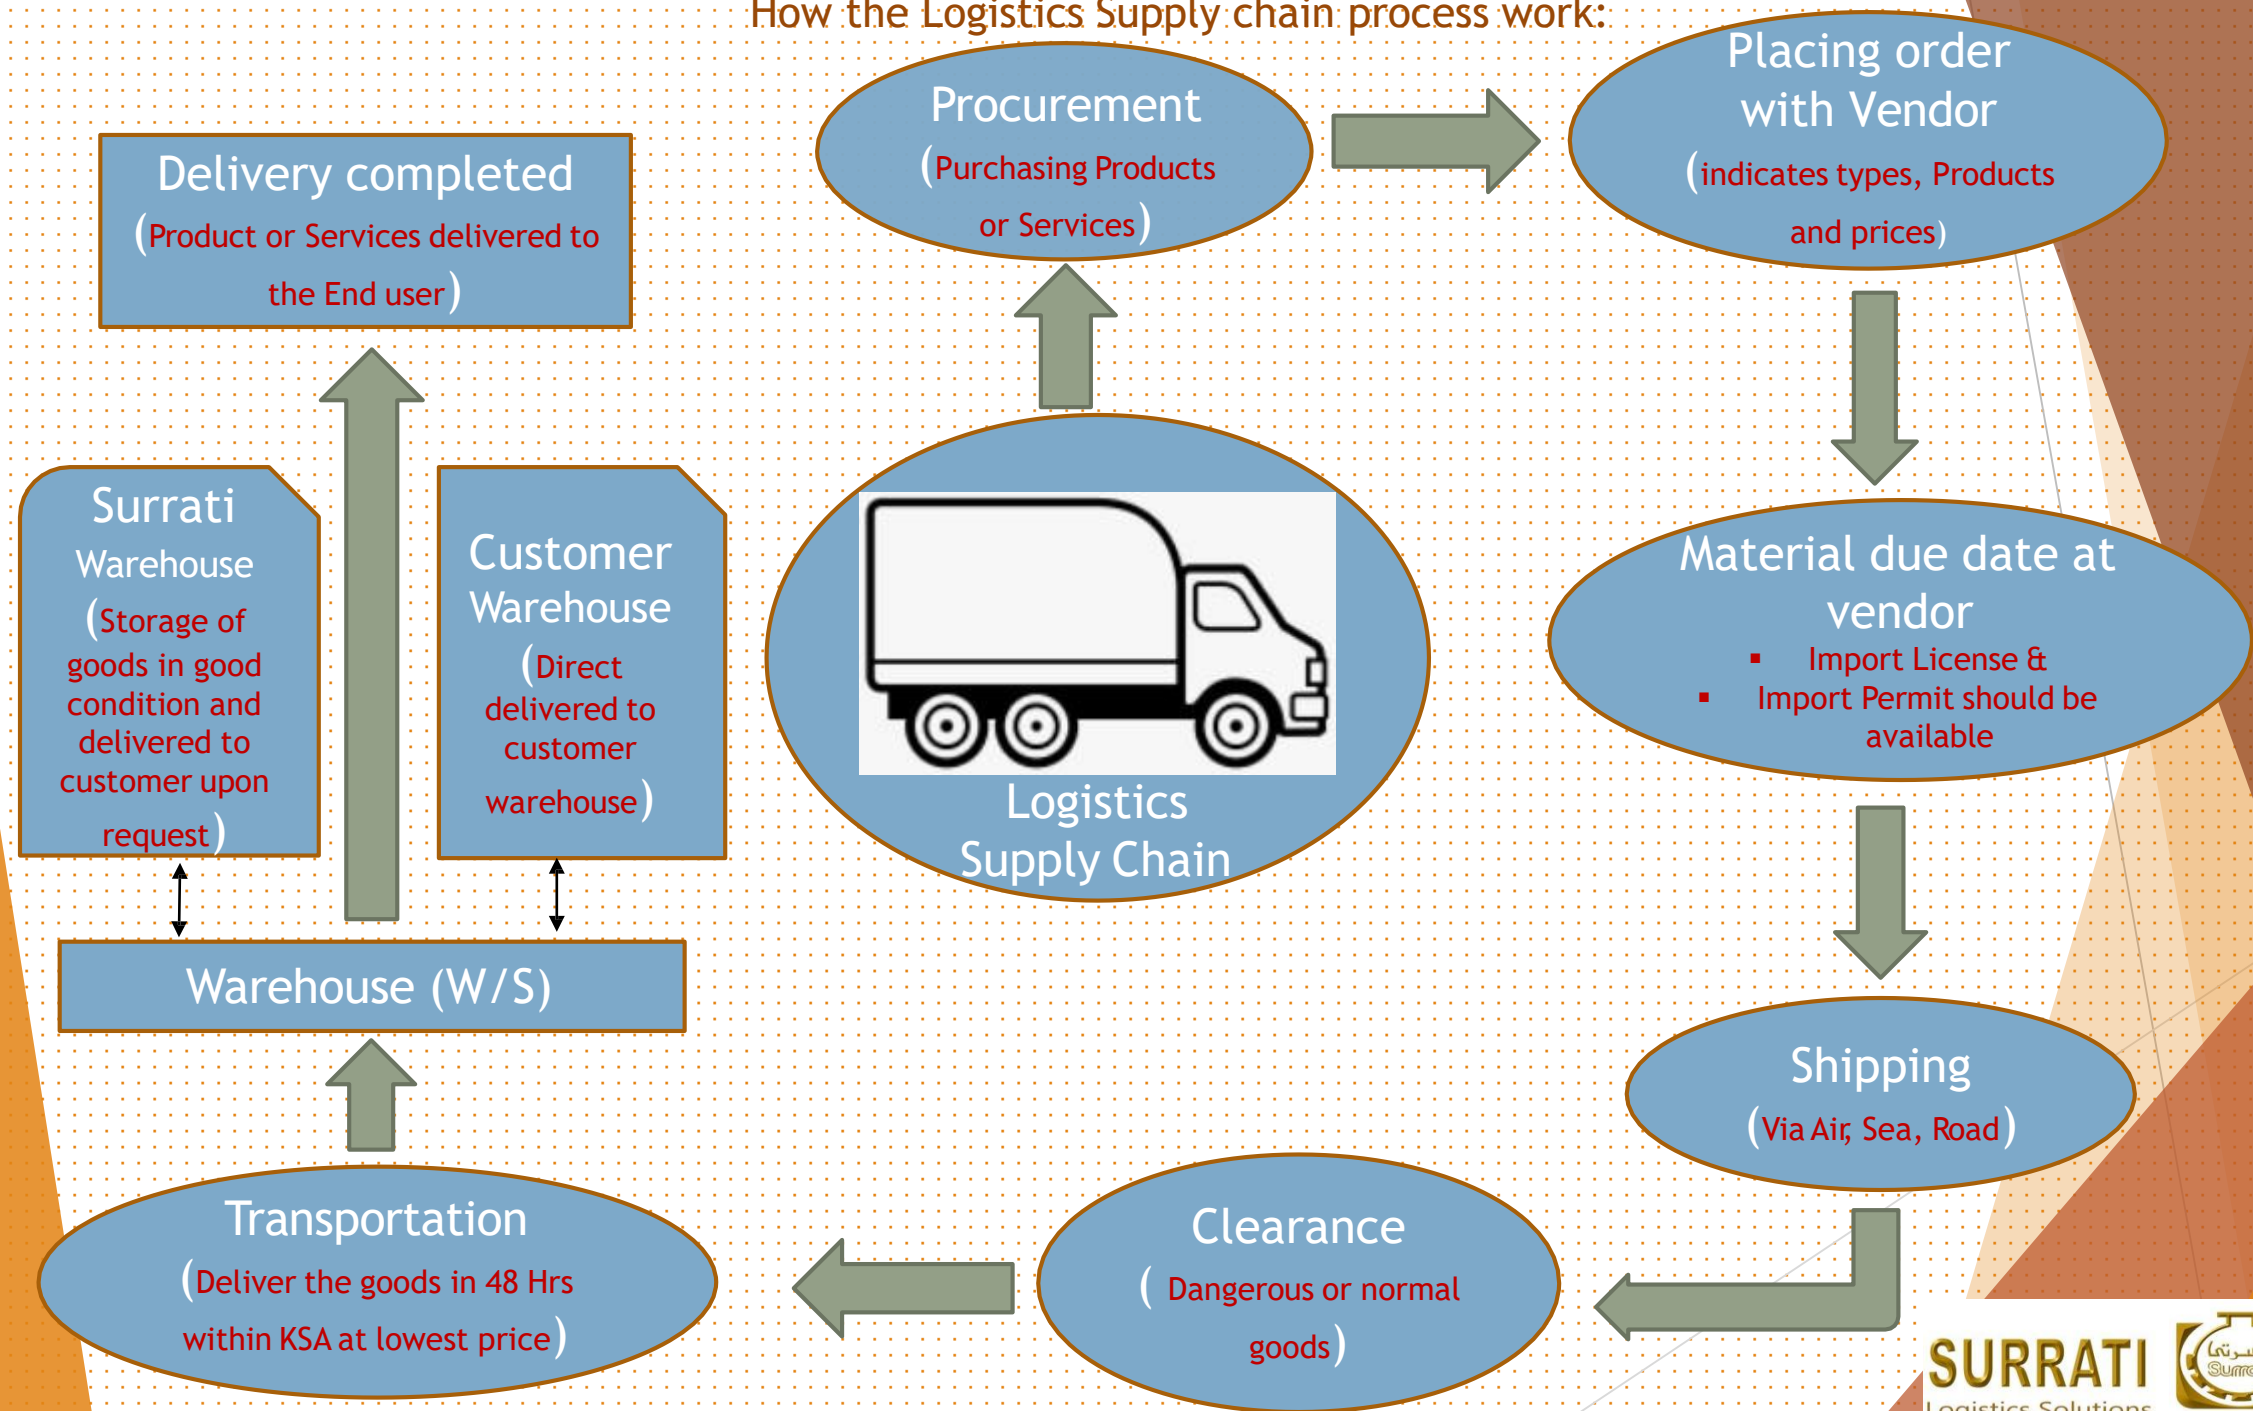 How the Logistics Supply chain process work:
Procurement
(Purchasing Products
or Services)
Placing order
with Vendor
(indicates types, Products
and prices)
Material due date at
vendor
▪ Import License &
▪ Import Permit should be
available
Shipping
(Via Air, Sea, Road)
Clearance
( Dangerous or normal
goods)
Transportation
(Deliver the goods in 48 Hrs
within KSA at lowest price)
Warehouse (W/S)
Surrati
Warehouse
(Storage of
goods in good
condition and
delivered to
customer upon
request)
Customer
Warehouse
(Direct
delivered to
customer
warehouse)
Delivery completed
(Product or Services delivered to
the End user)
Logistics
Supply Chain
SURRATI
Logistics Solutions